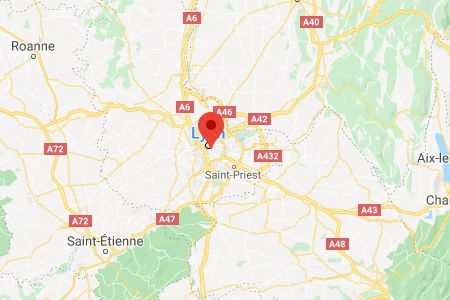 A6
A40
Roanne
A6
A46
A42
Lyon
A72
A432
Aix-le
Saint-Priest
Cha
A43
A72
A47
Saint-Étienne
A48